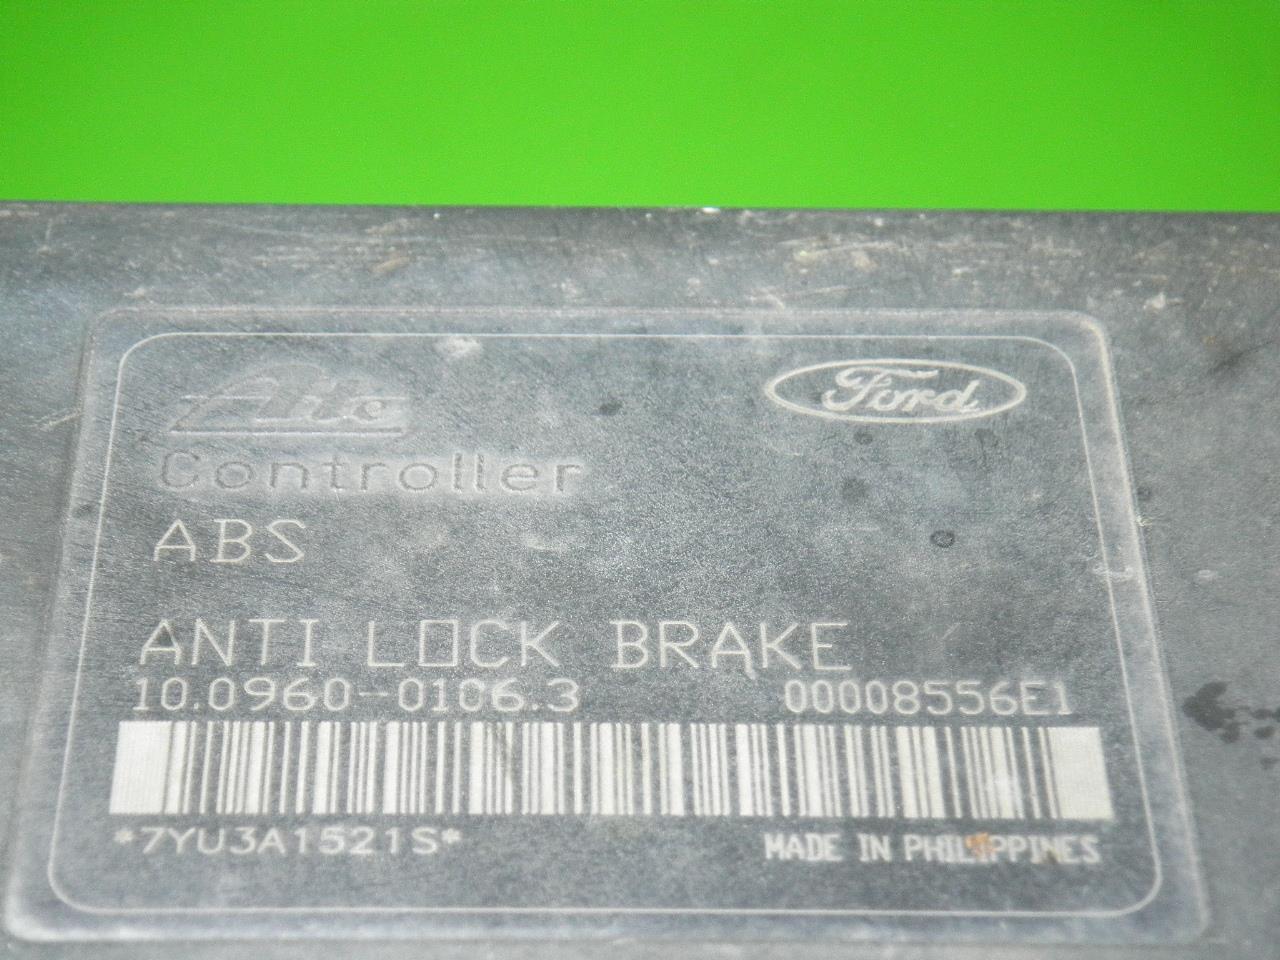 Ate
Ford
Controller
ABS
ANTI LOCK BRAKE
10.0960-0106.3 00008556E1
*7YU3A1521S*
MADE IN PHILIPPINES